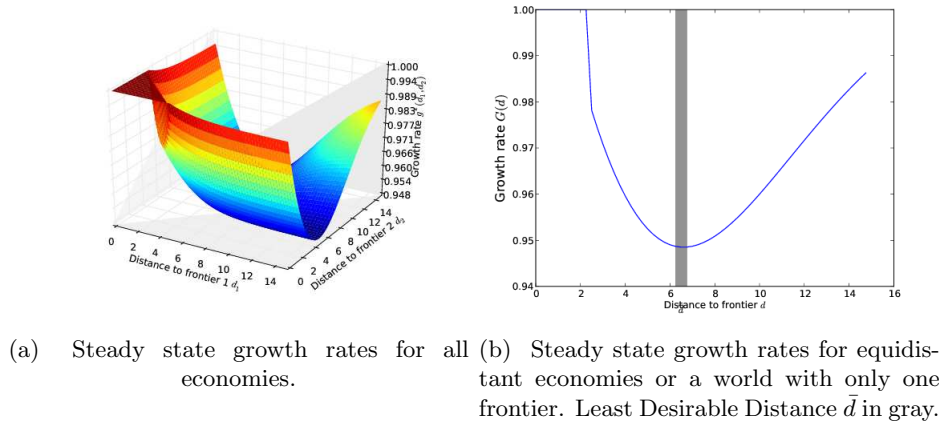 1.000
0.994
0.989
0.983
0.977
0.971
0.966
0.960
0.954
0.948
Growth rate g*(d₁,d₂)
0 2 4 6 8 10 12 14
Distance to frontier 1 d₁
0 2 4 6 8 10 12 14
Distance to frontier 2 d₂
1.00
0.98
0.97
0.96
0.95
0.94
Growth rate G(d)
0 2 4 6 8 10 12 14 16
d̄
Distance to frontier d
(a) Steady state growth rates for all
economies.
(b) Steady state growth rates for equidis-
tant economies or a world with only one
frontier. Least Desirable Distance d̄ in gray.